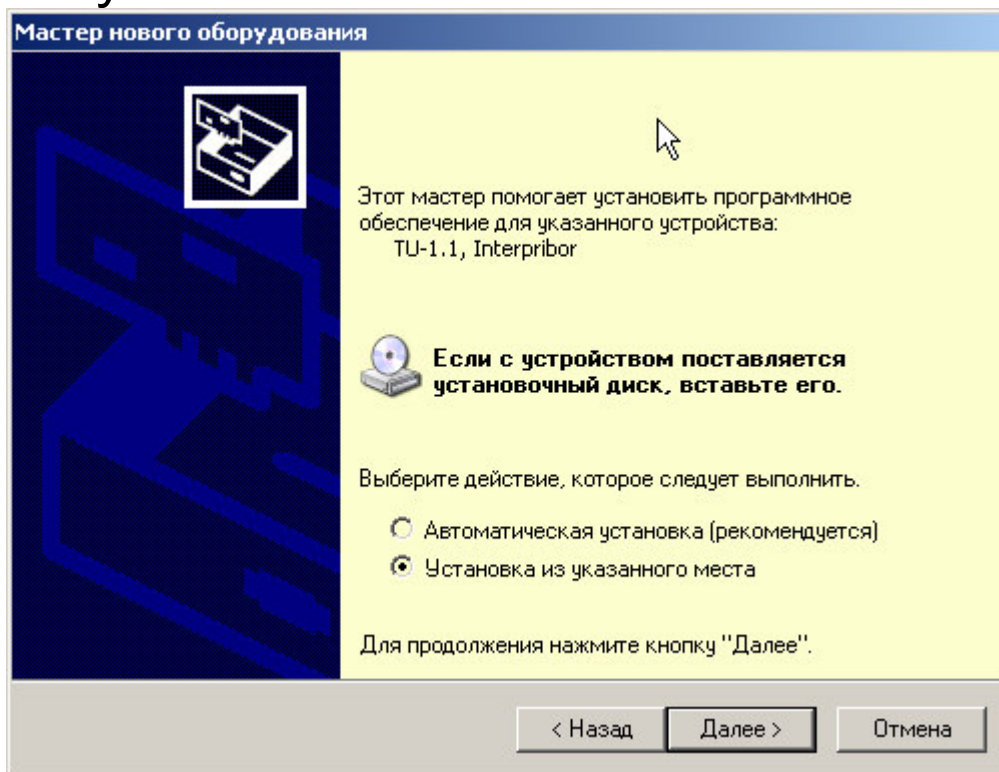 Мастер нового оборудования
Этот мастер помогает установить программное
обеспечение для указанного устройства:
TU-1.1, Interpribor
Если с устройством поставляется
установочный диск, вставьте его.
Выберите действие, которое следует выполнить.
Автоматическая установка (рекомендуется)
Установка из указанного места
Для продолжения нажмите кнопку "Далее".
< Назад Далее > Отмена